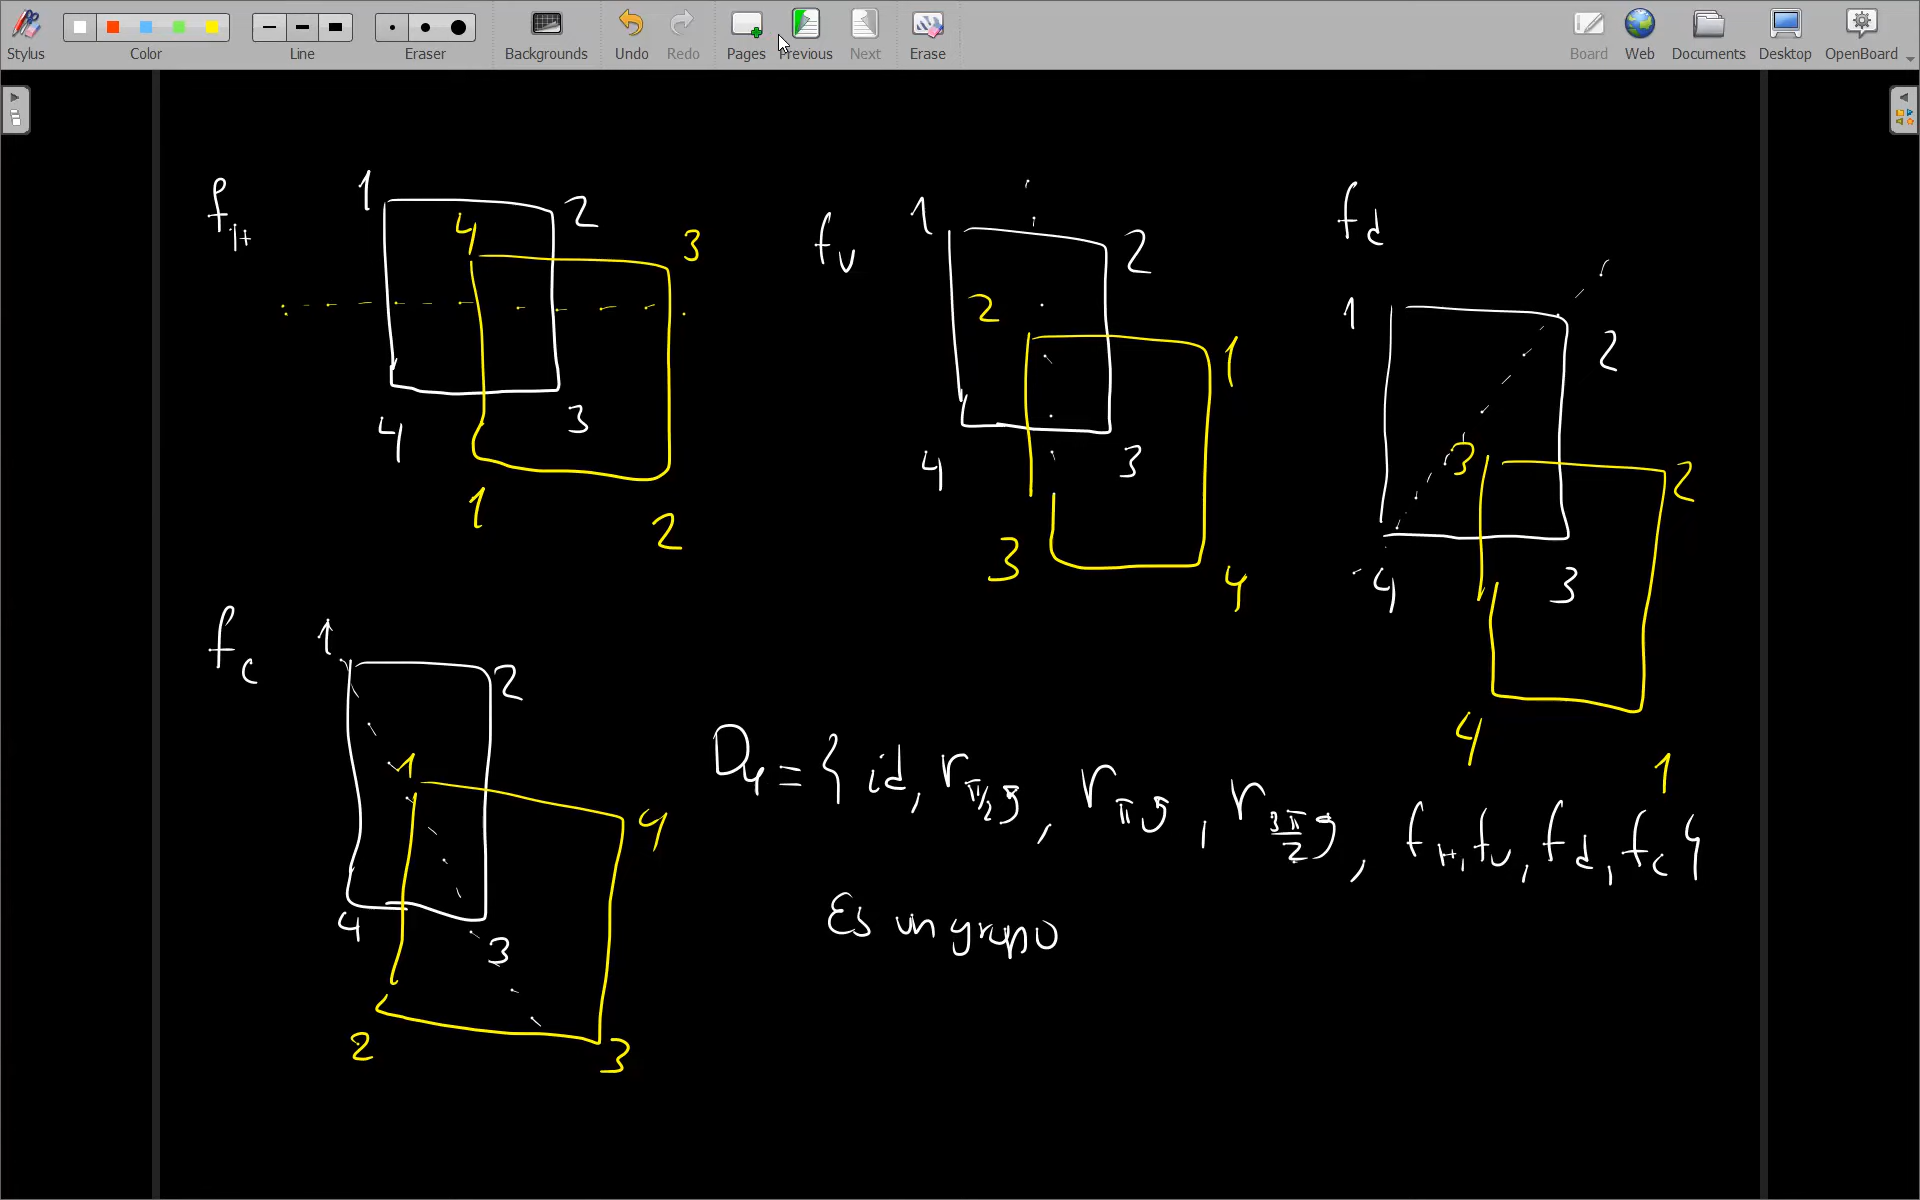 Stylus Color Line Eraser Backgrounds Undo Redo Pages Previous Next Erase Board Web Documents Desktop OpenBoard
f_H 1 2 4 3
4 3 1 2
f_v 1 2 4 3
2 1 3 4
f_d 1 2 4 3
3 2 4 1
f_c 1 2 4 3
1 4 2 3
D_4 = { id, r_{π/2}, r_π, r_{3π/2}, f_H, f_v, f_d, f_c }
Es un grupo